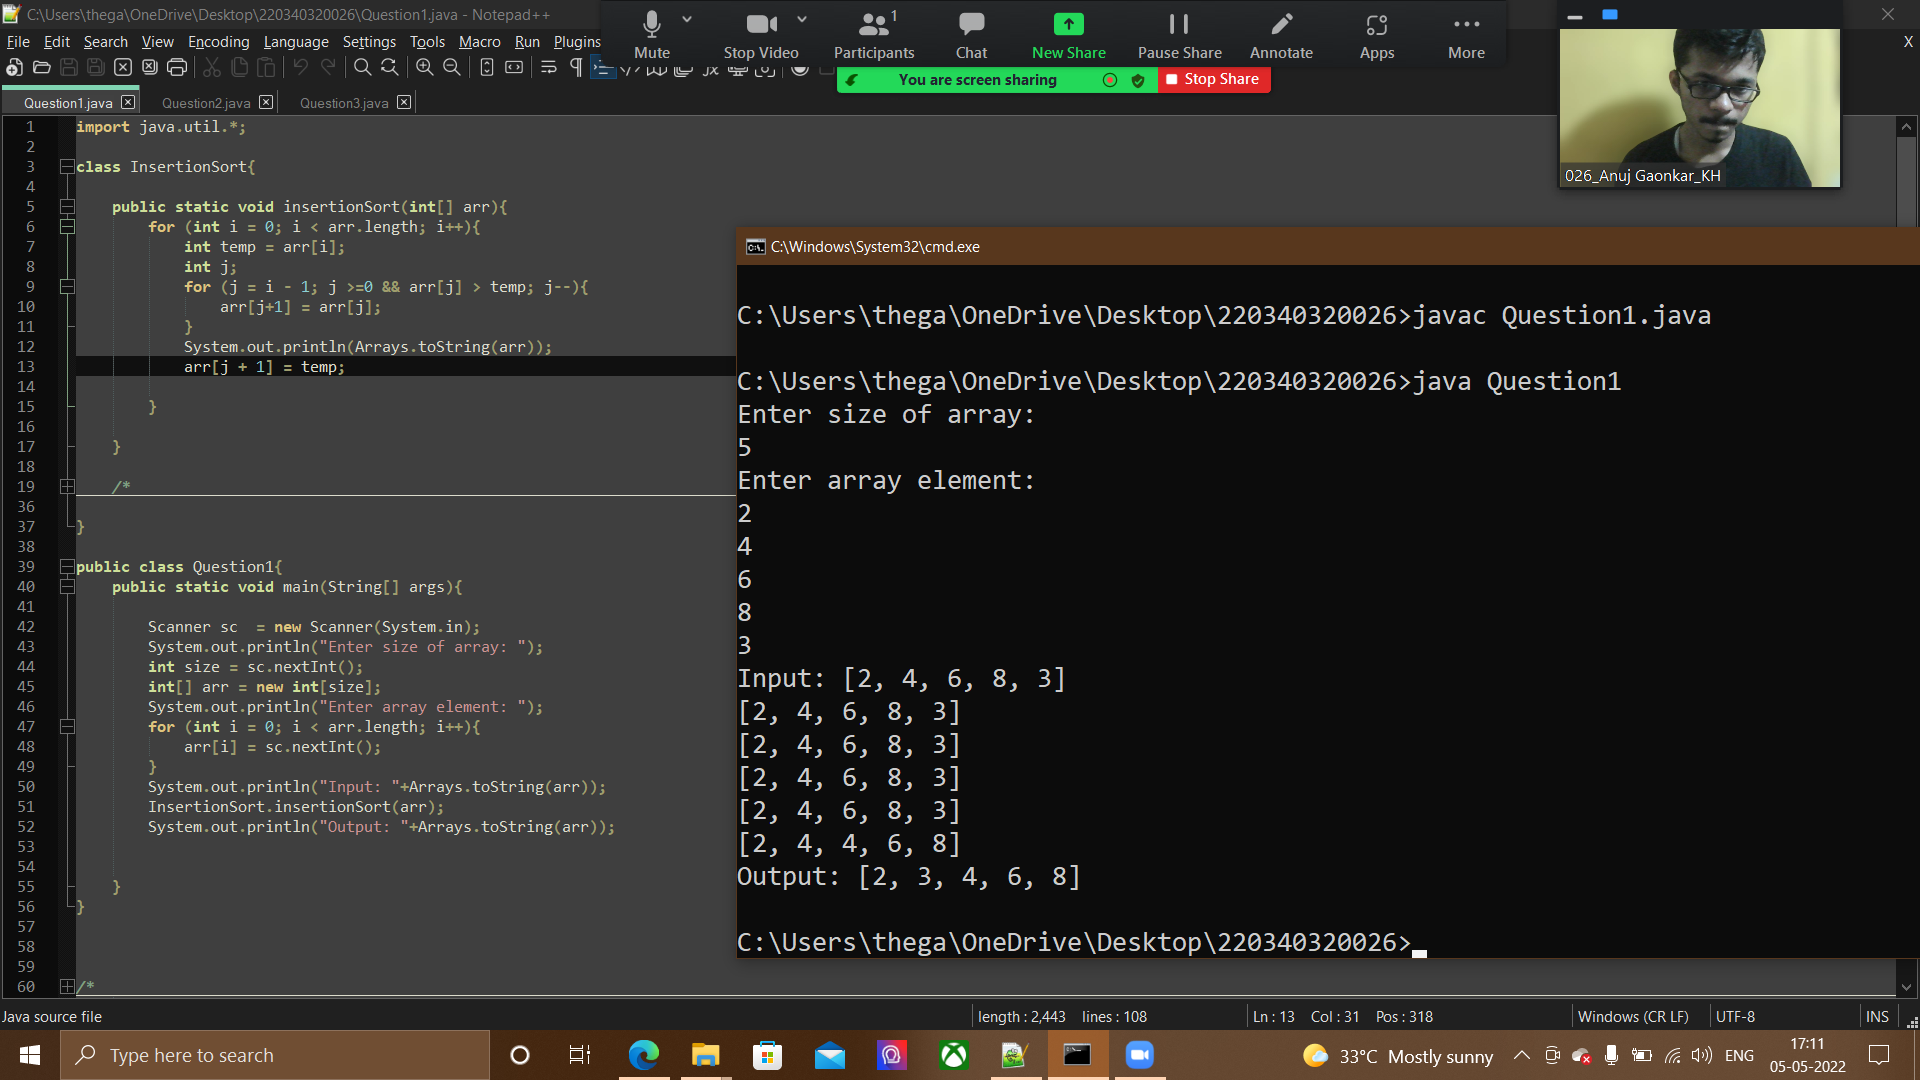 C:\Users\thega\OneDrive\Desktop\220340320026\Question1.java - Notepad++
File Edit Search View Encoding Language Settings Tools Macro Run Plugins
Mute Stop Video Participants 1 Chat New Share Pause Share Annotate Apps More
You are screen sharing Stop Share
X
026_Anuj Gaonkar_KH
Question1.java Question2.java Question3.java
1 import java.util.*;
2
3 class InsertionSort{
4
5 public static void insertionSort(int[] arr){
6 for (int i = 0; i < arr.length; i++){
7 int temp = arr[i];
8 int j;
9 for (j = i - 1; j >=0 && arr[j] > temp; j--){
10 arr[j+1] = arr[j];
11 }
12 System.out.println(Arrays.toString(arr));
13 arr[j + 1] = temp;
14
15 }
16
17 }
18
19 /*
36
37 }
38
39 public class Question1{
40 public static void main(String[] args){
41
42 Scanner sc  = new Scanner(System.in);
43 System.out.println("Enter size of array: ");
44 int size = sc.nextInt();
45 int[] arr = new int[size];
46 System.out.println("Enter array element: ");
47 for (int i = 0; i < arr.length; i++){
48 arr[i] = sc.nextInt();
49 }
50 System.out.println("Input: "+Arrays.toString(arr));
51 InsertionSort.insertionSort(arr);
52 System.out.println("Output: "+Arrays.toString(arr));
53
54
55 }
56 }
57
58
59
60 /*
C:\Windows\System32\cmd.exe
C:\Users\thega\OneDrive\Desktop\220340320026>javac Question1.java
C:\Users\thega\OneDrive\Desktop\220340320026>java Question1
Enter size of array:
5
Enter array element:
2
4
6
8
3
Input: [2, 4, 6, 8, 3]
[2, 4, 6, 8, 3]
[2, 4, 6, 8, 3]
[2, 4, 6, 8, 3]
[2, 4, 6, 8, 3]
[2, 4, 4, 6, 8]
Output: [2, 3, 4, 6, 8]
C:\Users\thega\OneDrive\Desktop\220340320026>
Java source file length : 2,443 lines : 108 Ln : 13 Col : 31 Pos : 318 Windows (CR LF) UTF-8 INS
Type here to search 33°C Mostly sunny ENG 17:11
05-05-2022